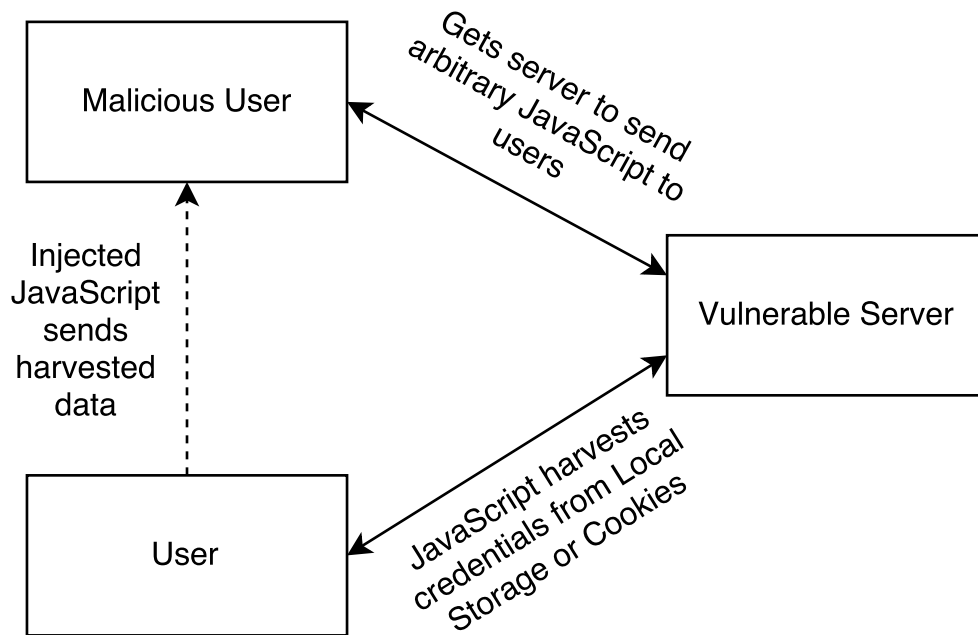 Malicious User
Gets server to send
arbitrary JavaScript to
users
Injected
JavaScript
sends
harvested
data
Vulnerable Server
User
JavaScript harvests
credentials from Local
Storage or Cookies